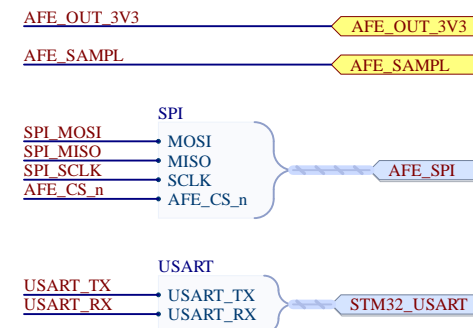 AFE_OUT_3V3 AFE_OUT_3V3
AFE_SAMPL AFE_SAMPL
SPI
SPI_MOSI MOSI
SPI_MISO MISO
SPI_SCLK SCLK AFE_SPI
AFE_CS_n AFE_CS_n
USART
USART_TX USART_TX
USART_RX USART_RX STM32_USART